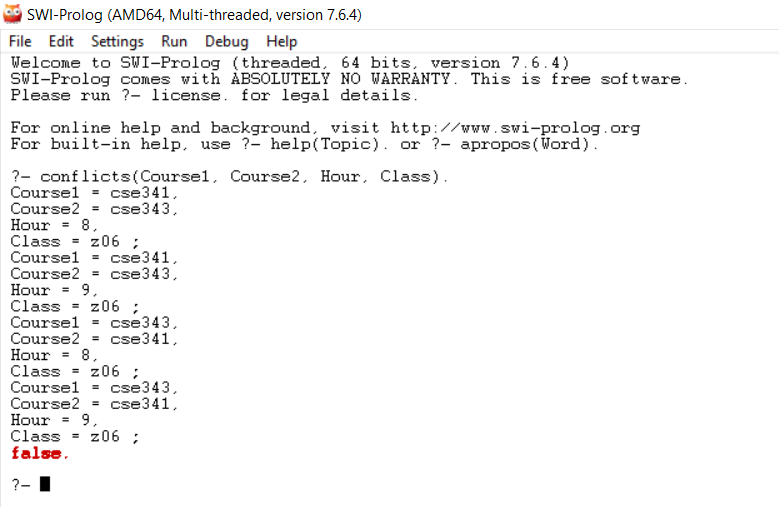 SWI-Prolog (AMD64, Multi-threaded, version 7.6.4)
File Edit Settings Run Debug Help
Welcome to SWI-Prolog (threaded, 64 bits, version 7.6.4)
SWI-Prolog comes with ABSOLUTELY NO WARRANTY. This is free software.
Please run ?- license. for legal details.
For online help and background, visit http://www.swi-prolog.org
For built-in help, use ?- help(Topic). or ?- apropos(Word).
?- conflicts(Course1, Course2, Hour, Class).
Course1 = cse341,
Course2 = cse343,
Hour = 8,
Class = z06 ;
Course1 = cse341,
Course2 = cse343,
Hour = 9,
Class = z06 ;
Course1 = cse343,
Course2 = cse341,
Hour = 8,
Class = z06 ;
Course1 = cse343,
Course2 = cse341,
Hour = 9,
Class = z06 ;
false.
?-